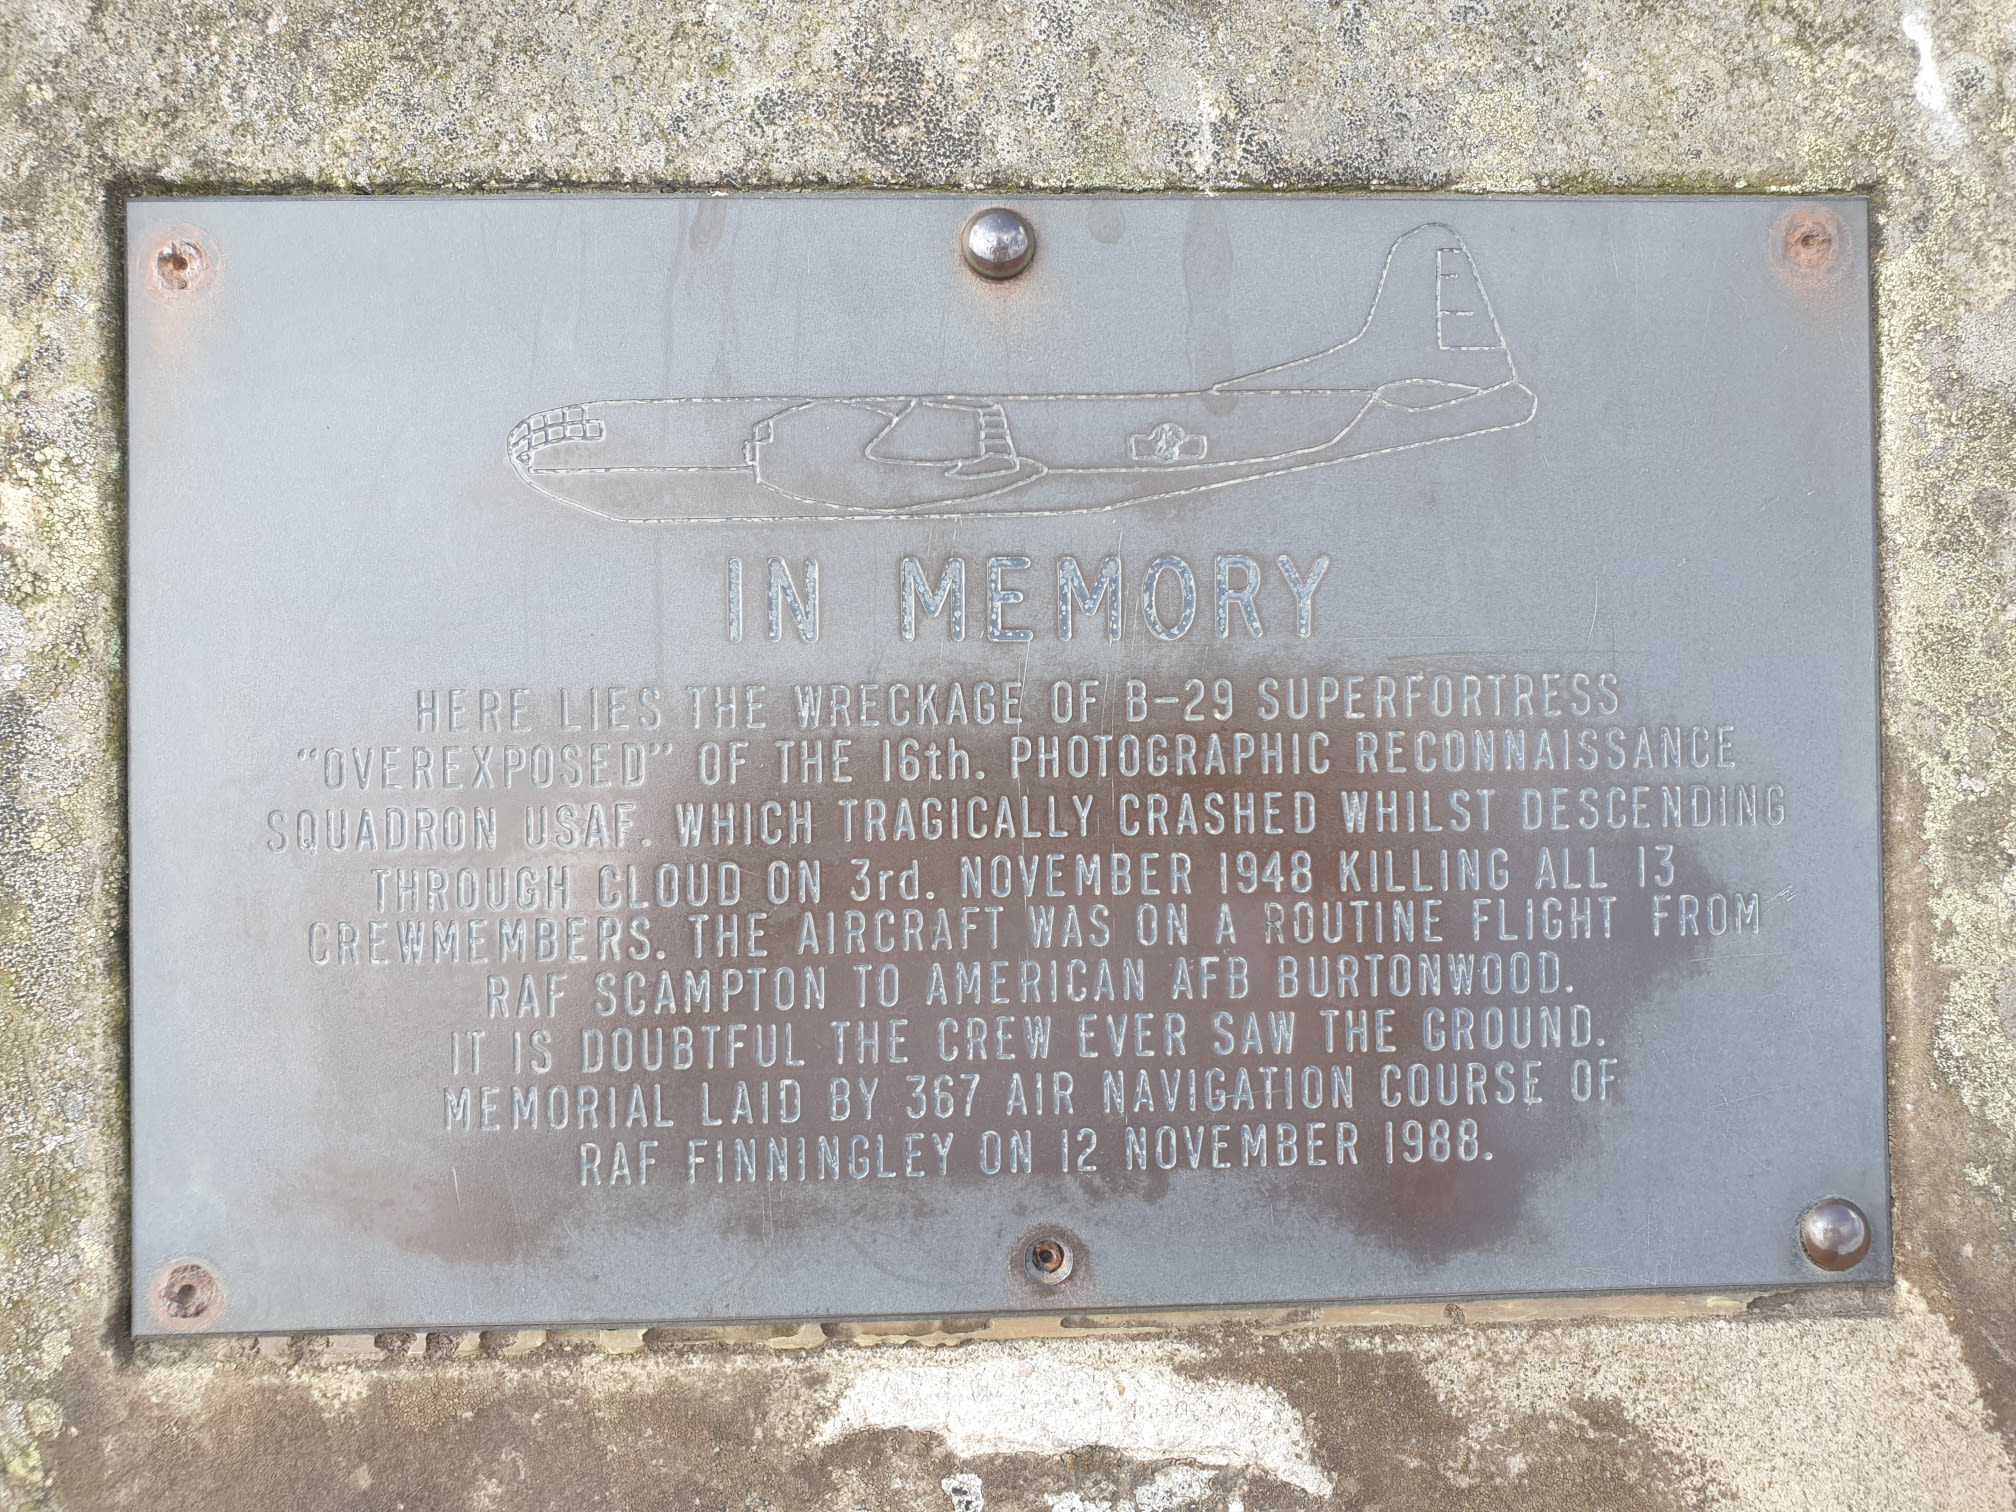 IN MEMORY
HERE LIES THE WRECKAGE OF B-29 SUPERFORTRESS
“OVEREXPOSED” OF THE 16th. PHOTOGRAPHIC RECONNAISSANCE
SQUADRON USAF. WHICH TRAGICALLY CRASHED WHILST DESCENDING
THROUGH CLOUD ON 3rd. NOVEMBER 1948 KILLING ALL 13
CREWMEMBERS. THE AIRCRAFT WAS ON A ROUTINE FLIGHT FROM
RAF SCAMPTON TO AMERICAN AFB BURTONWOOD.
IT IS DOUBTFUL THE CREW EVER SAW THE GROUND.
MEMORIAL LAID BY 367 AIR NAVIGATION COURSE OF
RAF FINNINGLEY ON 12 NOVEMBER 1988.